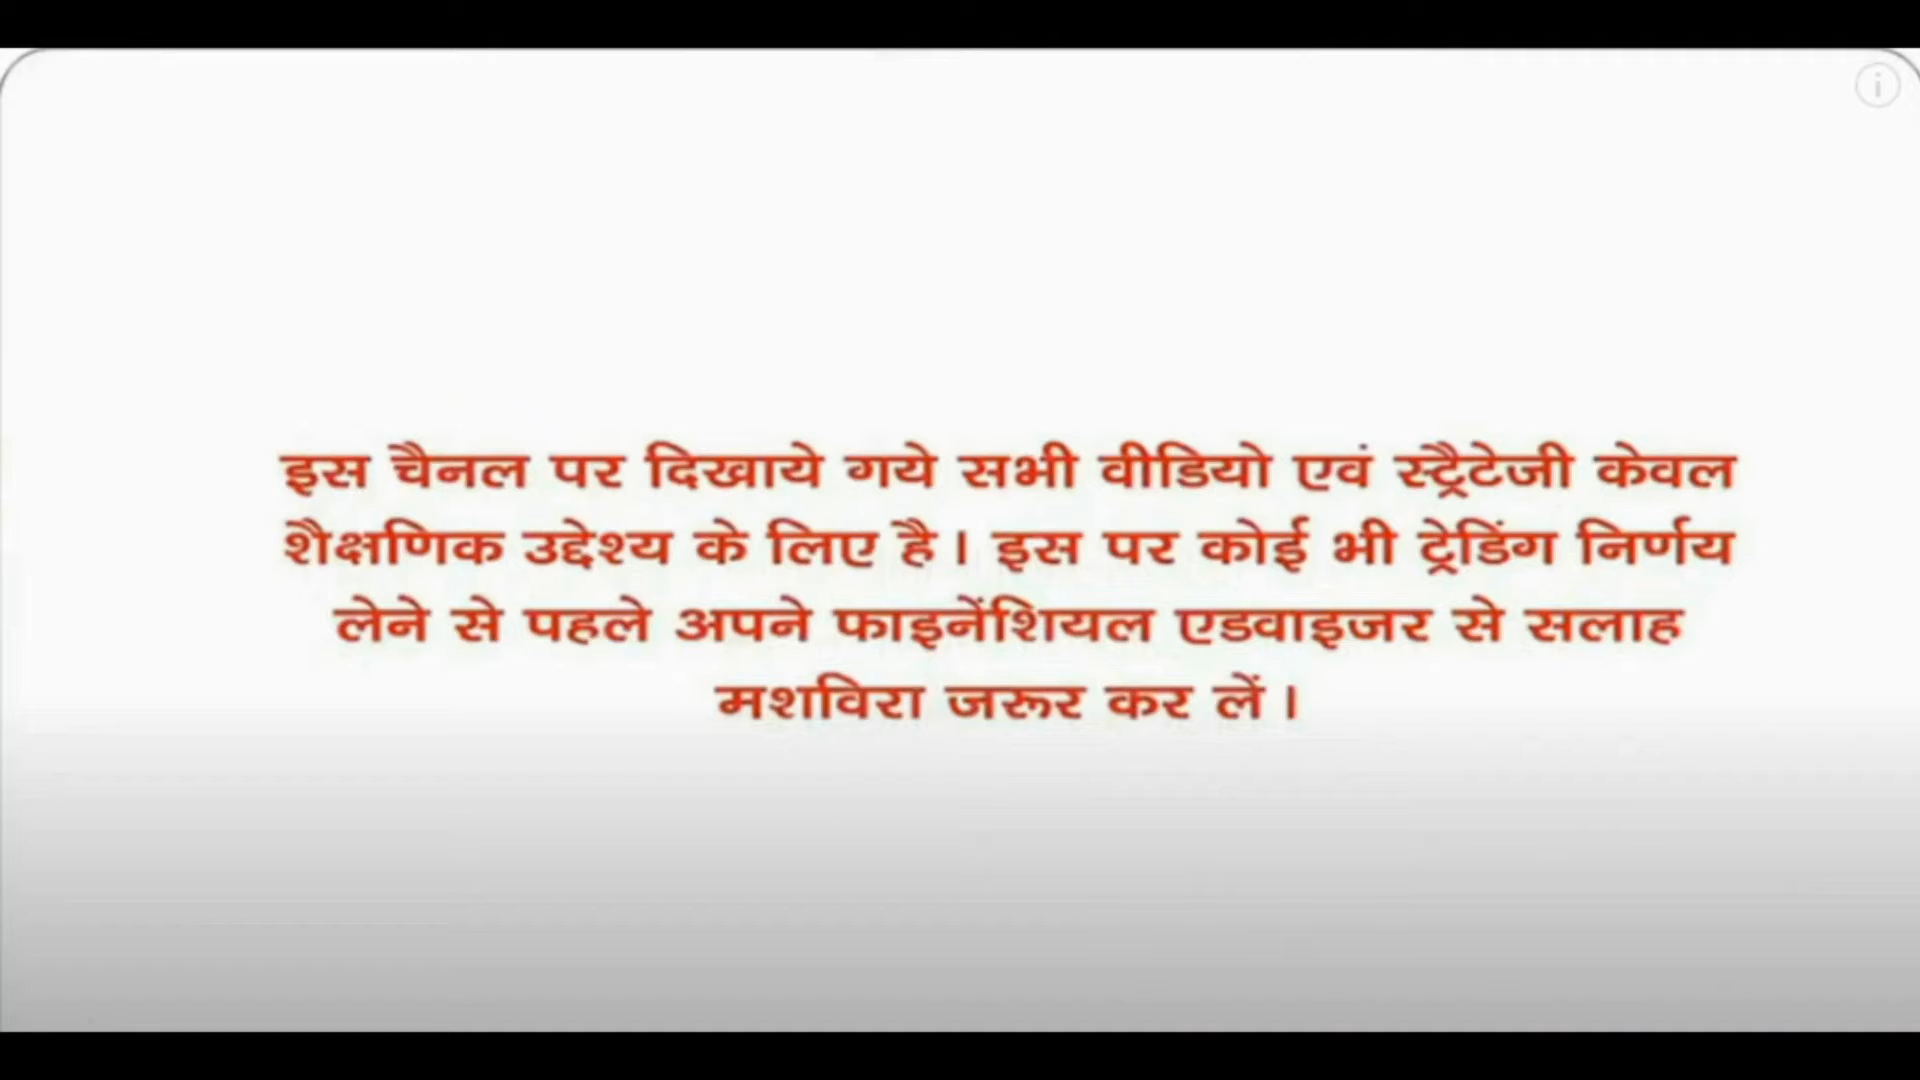 इस चैनल पर दिखाये गये सभी वीडियो एवं स्ट्रैटेजी केवल
शैक्षणिक उद्देश्य के लिए है। इस पर कोई भी ट्रेडिंग निर्णय
लेने से पहले अपने फाइनेंशियल एडवाइजर से सलाह
मशविरा जरूर कर लें।